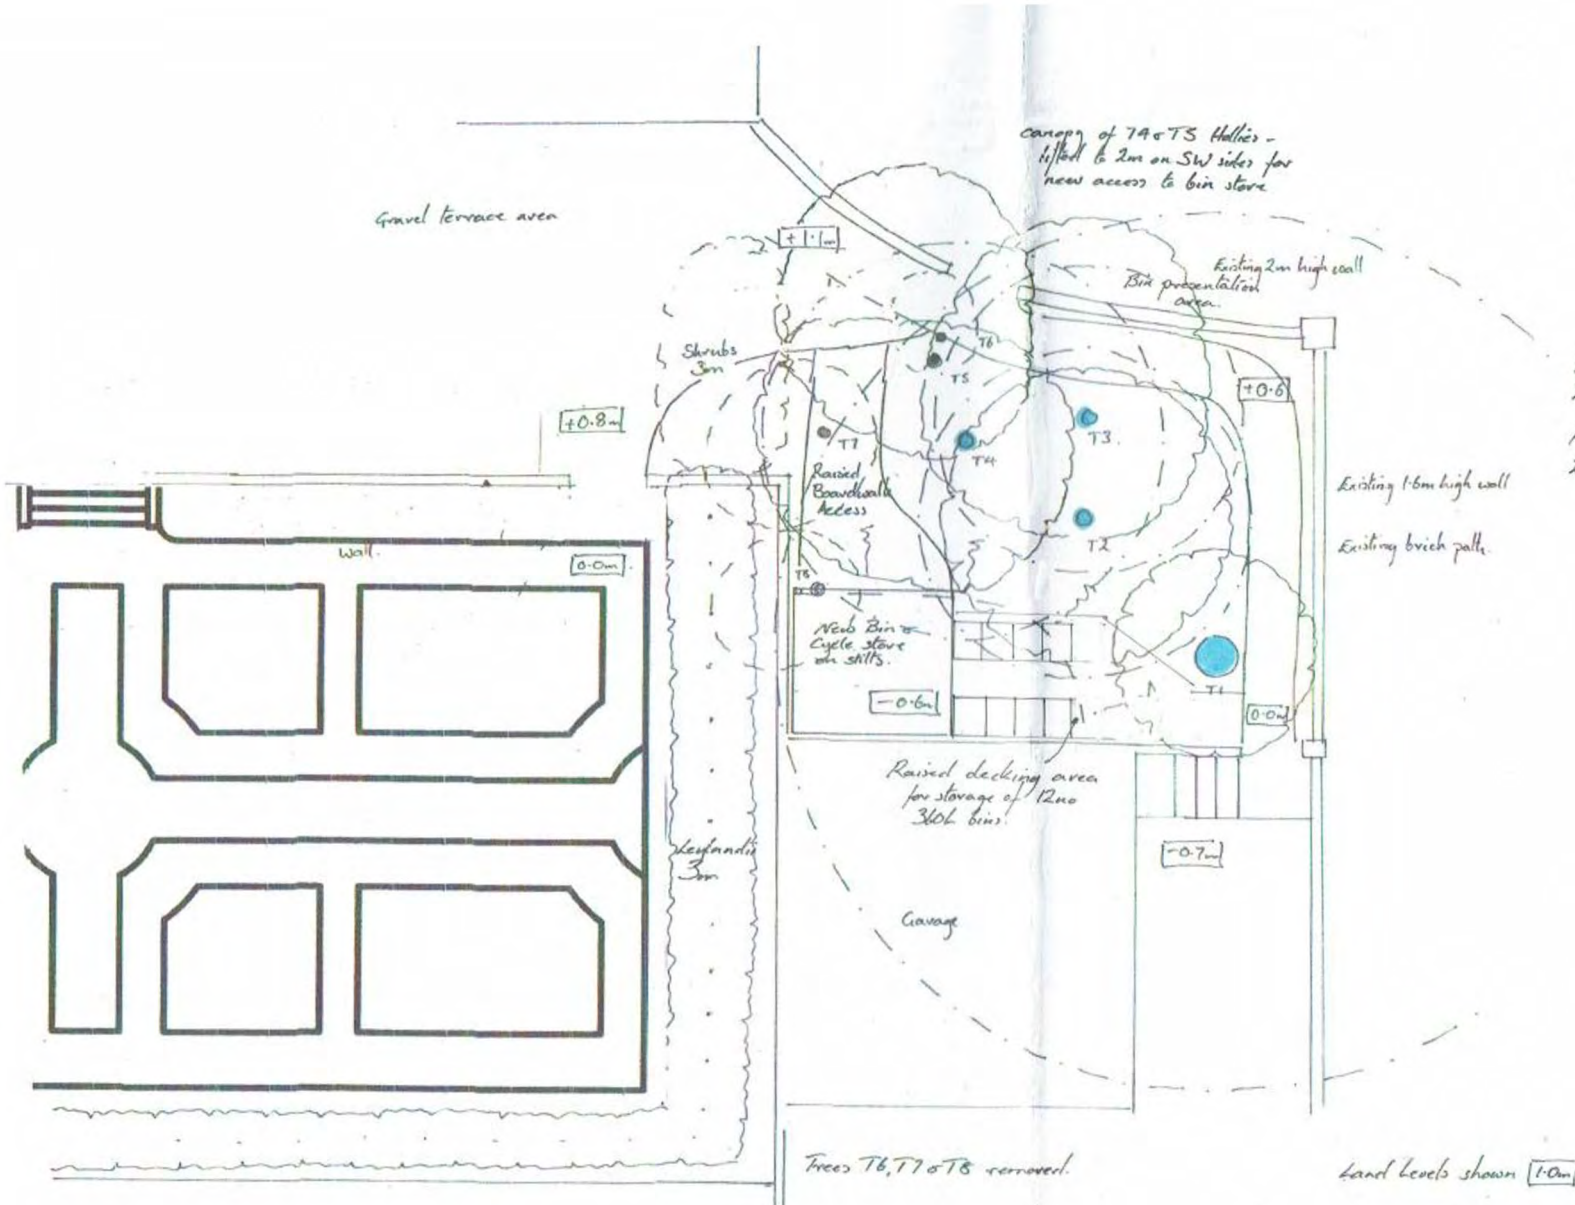 canopy of T4 & T5 Hollies -
lifted to 2m on SW sides for
new access to bin store
Gravel terrace area
+1.1m
Existing 2m high wall
Bin presentation
area.
Shrubs
3m
T6
T5
+0.6
+0.8m
T7
T4
T3.
Raised
Boardwalk
Access
Existing 1.6m high wall
Wall.
T2
Existing brick path.
0.0m
T8
New Bin &
Cycle store
on stilts.
T1
-0.6m
0.0m
Raised decking area
for storage of 12no
360L bins.
Leylandii
3m
-0.7m
Garage
Trees T6, T7 & T8 removed.
Land Levels shown 1.0m